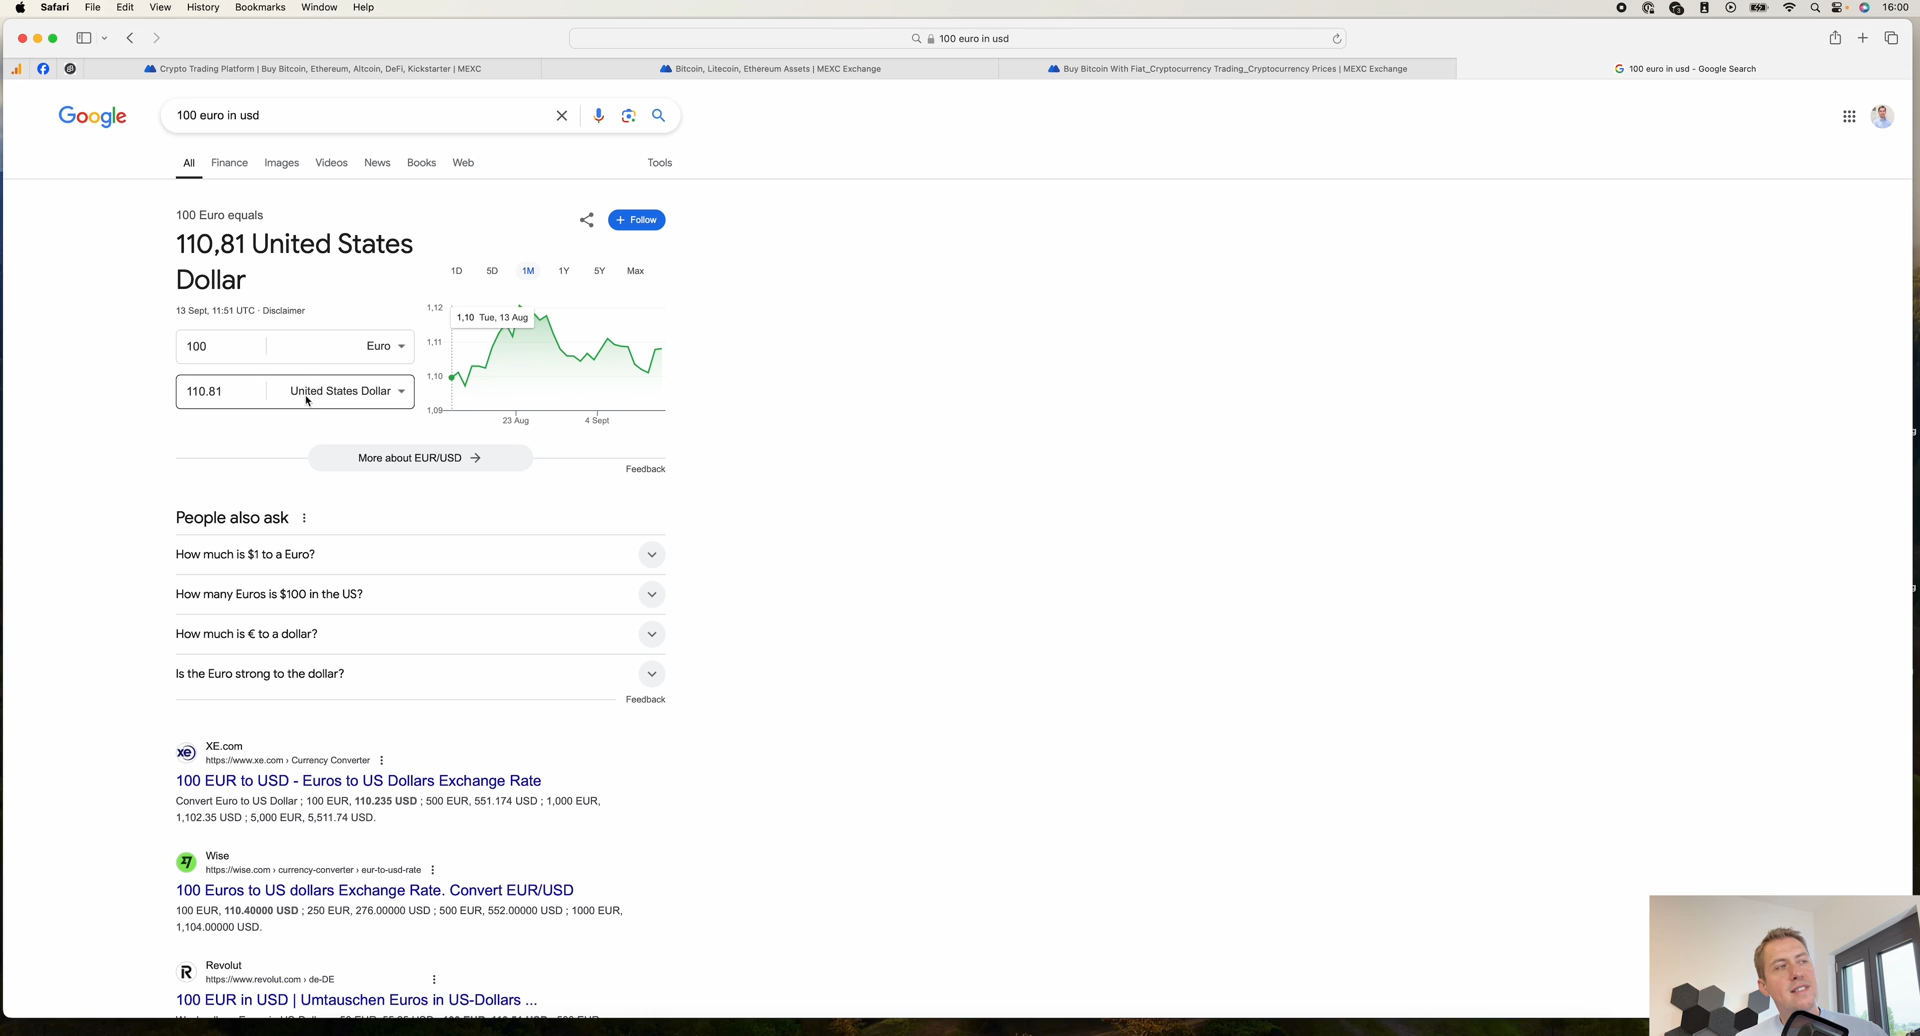 Safari File Edit View History Bookmarks Window Help 16:00
100 euro in usd
Crypto Trading Platform | Buy Bitcoin, Ethereum, Altcoin, DeFi, Kickstarter | MEXC
Bitcoin, Litecoin, Ethereum Assets | MEXC Exchange
Buy Bitcoin With Fiat_Cryptocurrency Trading_Cryptocurrency Prices | MEXC Exchange
100 euro in usd - Google Search
Google
100 euro in usd
All Finance Images Videos News Books Web Tools
100 Euro equals
110,81 United States
Dollar
13 Sept, 11:51 UTC · Disclaimer
100 Euro
110.81 United States Dollar
+ Follow
1D 5D 1M 1Y 5Y Max
1,12
1,10 Tue, 13 Aug
1,11
1,10
1,09
23 Aug 4 Sept
More about EUR/USD
Feedback
People also ask
How much is $1 to a Euro?
How many Euros is $100 in the US?
How much is € to a dollar?
Is the Euro strong to the dollar?
Feedback
xe XE.com
https://www.xe.com › Currency Converter
100 EUR to USD - Euros to US Dollars Exchange Rate
Convert Euro to US Dollar ; 100 EUR, 110.235 USD ; 500 EUR, 551.174 USD ; 1,000 EUR,
1,102.35 USD ; 5,000 EUR, 5,511.74 USD.
Wise
https://wise.com › currency-converter › eur-to-usd-rate
100 Euros to US dollars Exchange Rate. Convert EUR/USD
100 EUR, 110.40000 USD ; 250 EUR, 276.00000 USD ; 500 EUR, 552.00000 USD ; 1000 EUR,
1,104.00000 USD.
R Revolut
https://www.revolut.com › de-DE
100 EUR in USD | Umtauschen Euros in US-Dollars ...